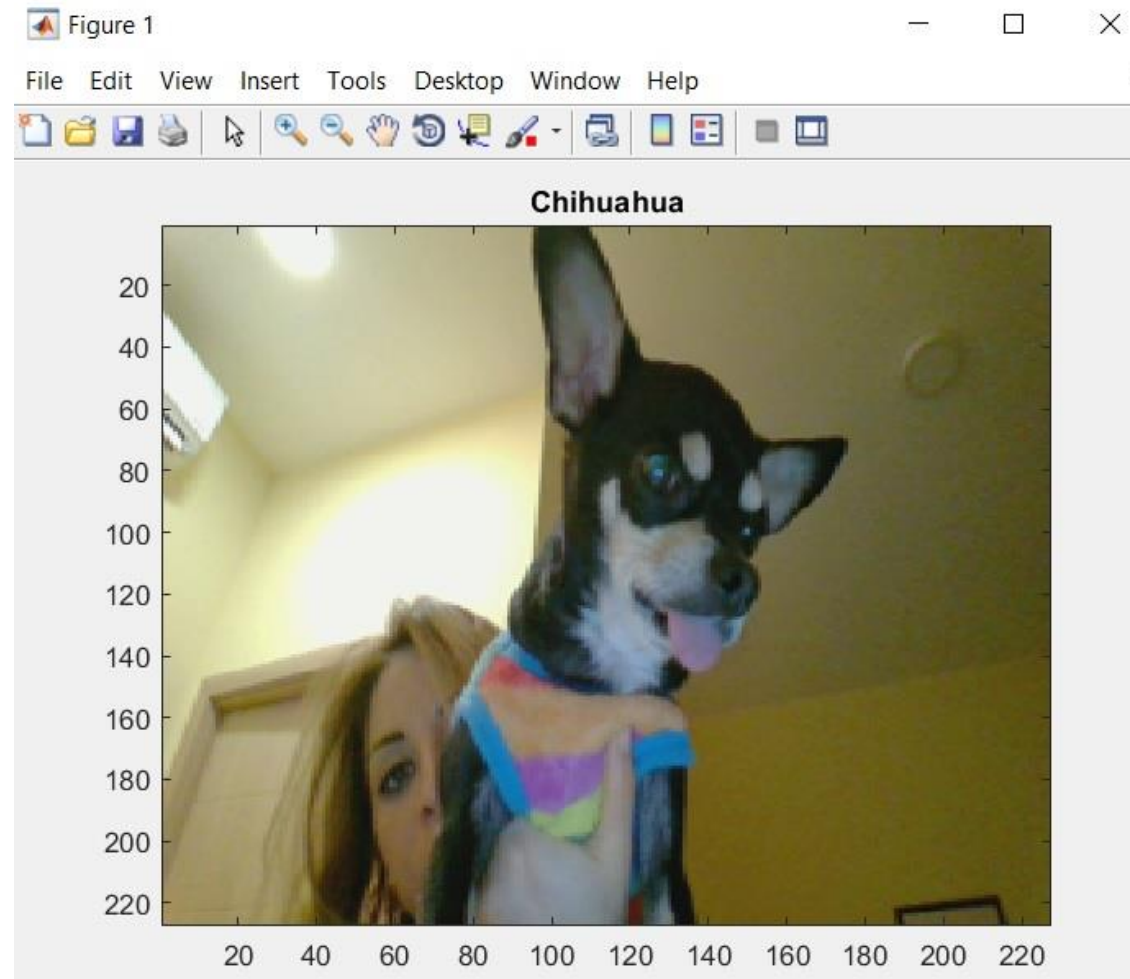 Figure 1
File Edit View Insert Tools Desktop Window Help
Chihuahua
20
40
60
80
100
120
140
160
180
200
220
20 40 60 80 100 120 140 160 180 200 220